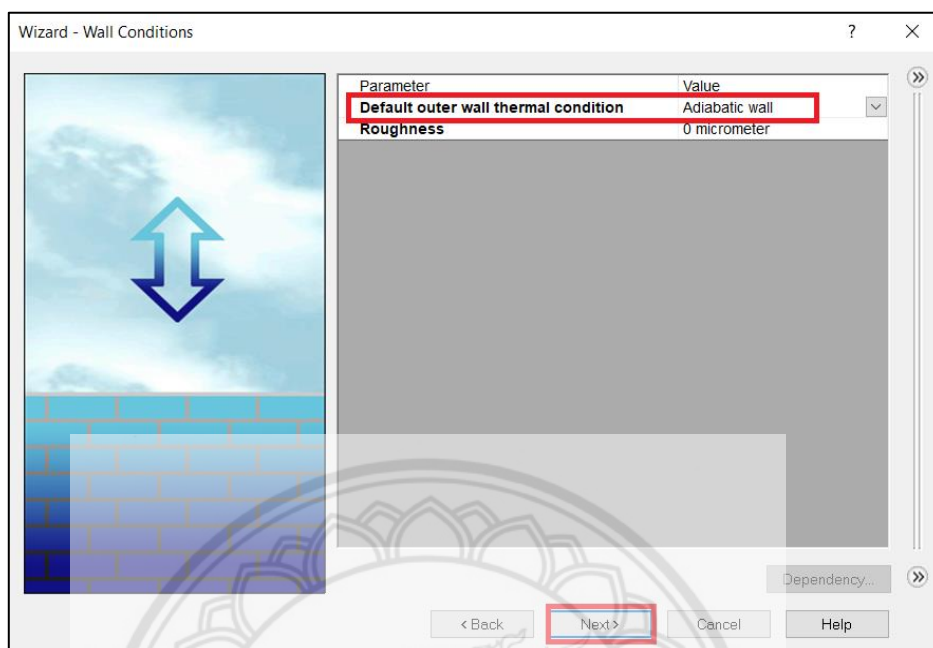 Wizard - Wall Conditions ?
Parameter Value
Default outer wall thermal condition Adiabatic wall
Roughness 0 micrometer
Dependency...
< Back Next > Cancel Help